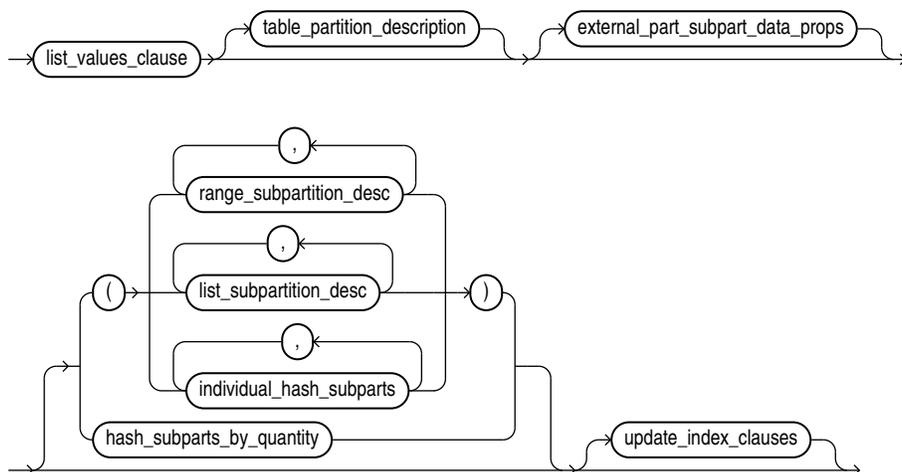 table_partition_description external_part_subpart_data_props
list_values_clause
,
range_subpartition_desc
,
( list_subpartition_desc )
,
individual_hash_subparts
hash_subparts_by_quantity update_index_clauses